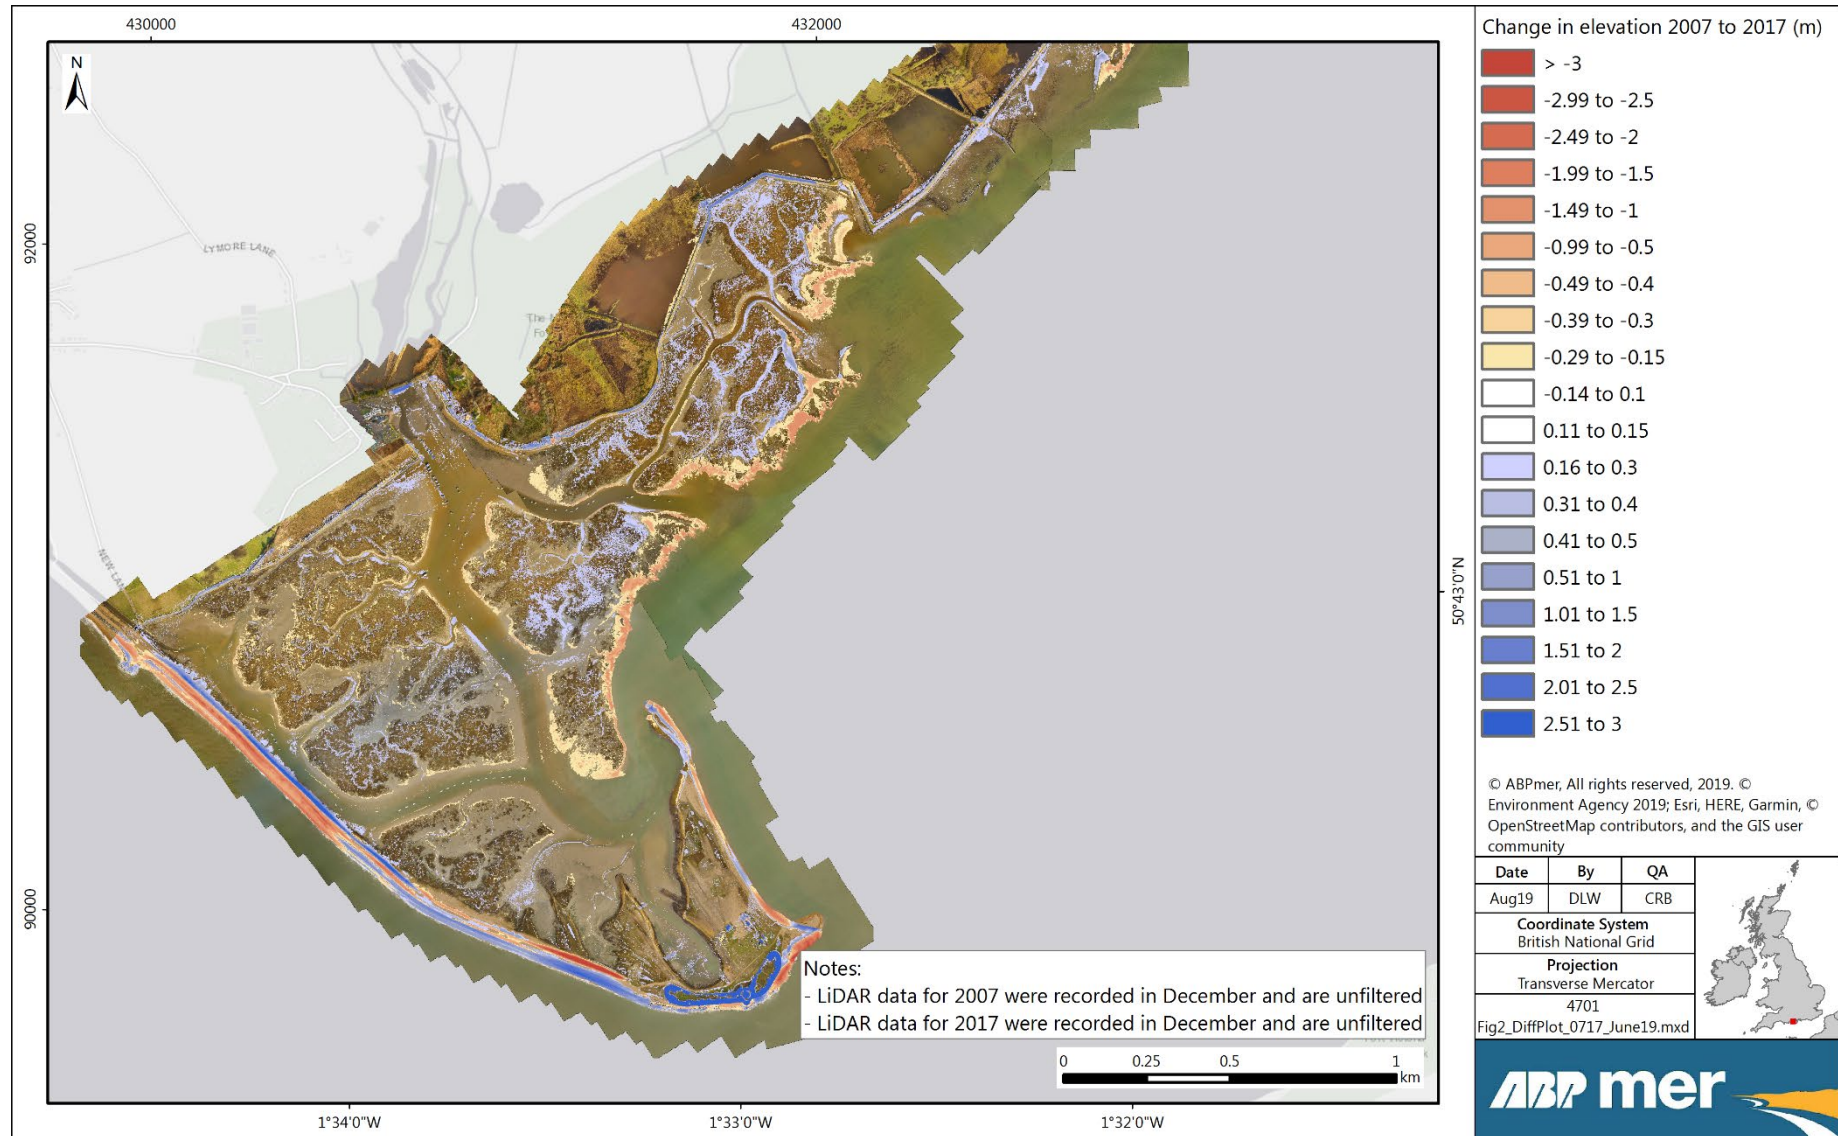 430000
432000
N
92000
90000
LYMORE LANE
NEW LAN
The
Fo
50°43'0"N
1°34'0"W
1°33'0"W
1°32'0"W
Notes:
- LiDAR data for 2007 were recorded in December and are unfiltered
- LiDAR data for 2017 were recorded in December and are unfiltered
0 0.25 0.5 1
km
Change in elevation 2007 to 2017 (m)
> -3
-2.99 to -2.5
-2.49 to -2
-1.99 to -1.5
-1.49 to -1
-0.99 to -0.5
-0.49 to -0.4
-0.39 to -0.3
-0.29 to -0.15
-0.14 to 0.1
0.11 to 0.15
0.16 to 0.3
0.31 to 0.4
0.41 to 0.5
0.51 to 1
1.01 to 1.5
1.51 to 2
2.01 to 2.5
2.51 to 3
© ABPmer, All rights reserved, 2019. ©
Environment Agency 2019; Esri, HERE, Garmin, ©
OpenStreetMap contributors, and the GIS user
community
Date By QA
Aug19 DLW CRB
Coordinate System
British National Grid
Projection
Transverse Mercator
4701
Fig2_DiffPlot_0717_June19.mxd
ABPmer